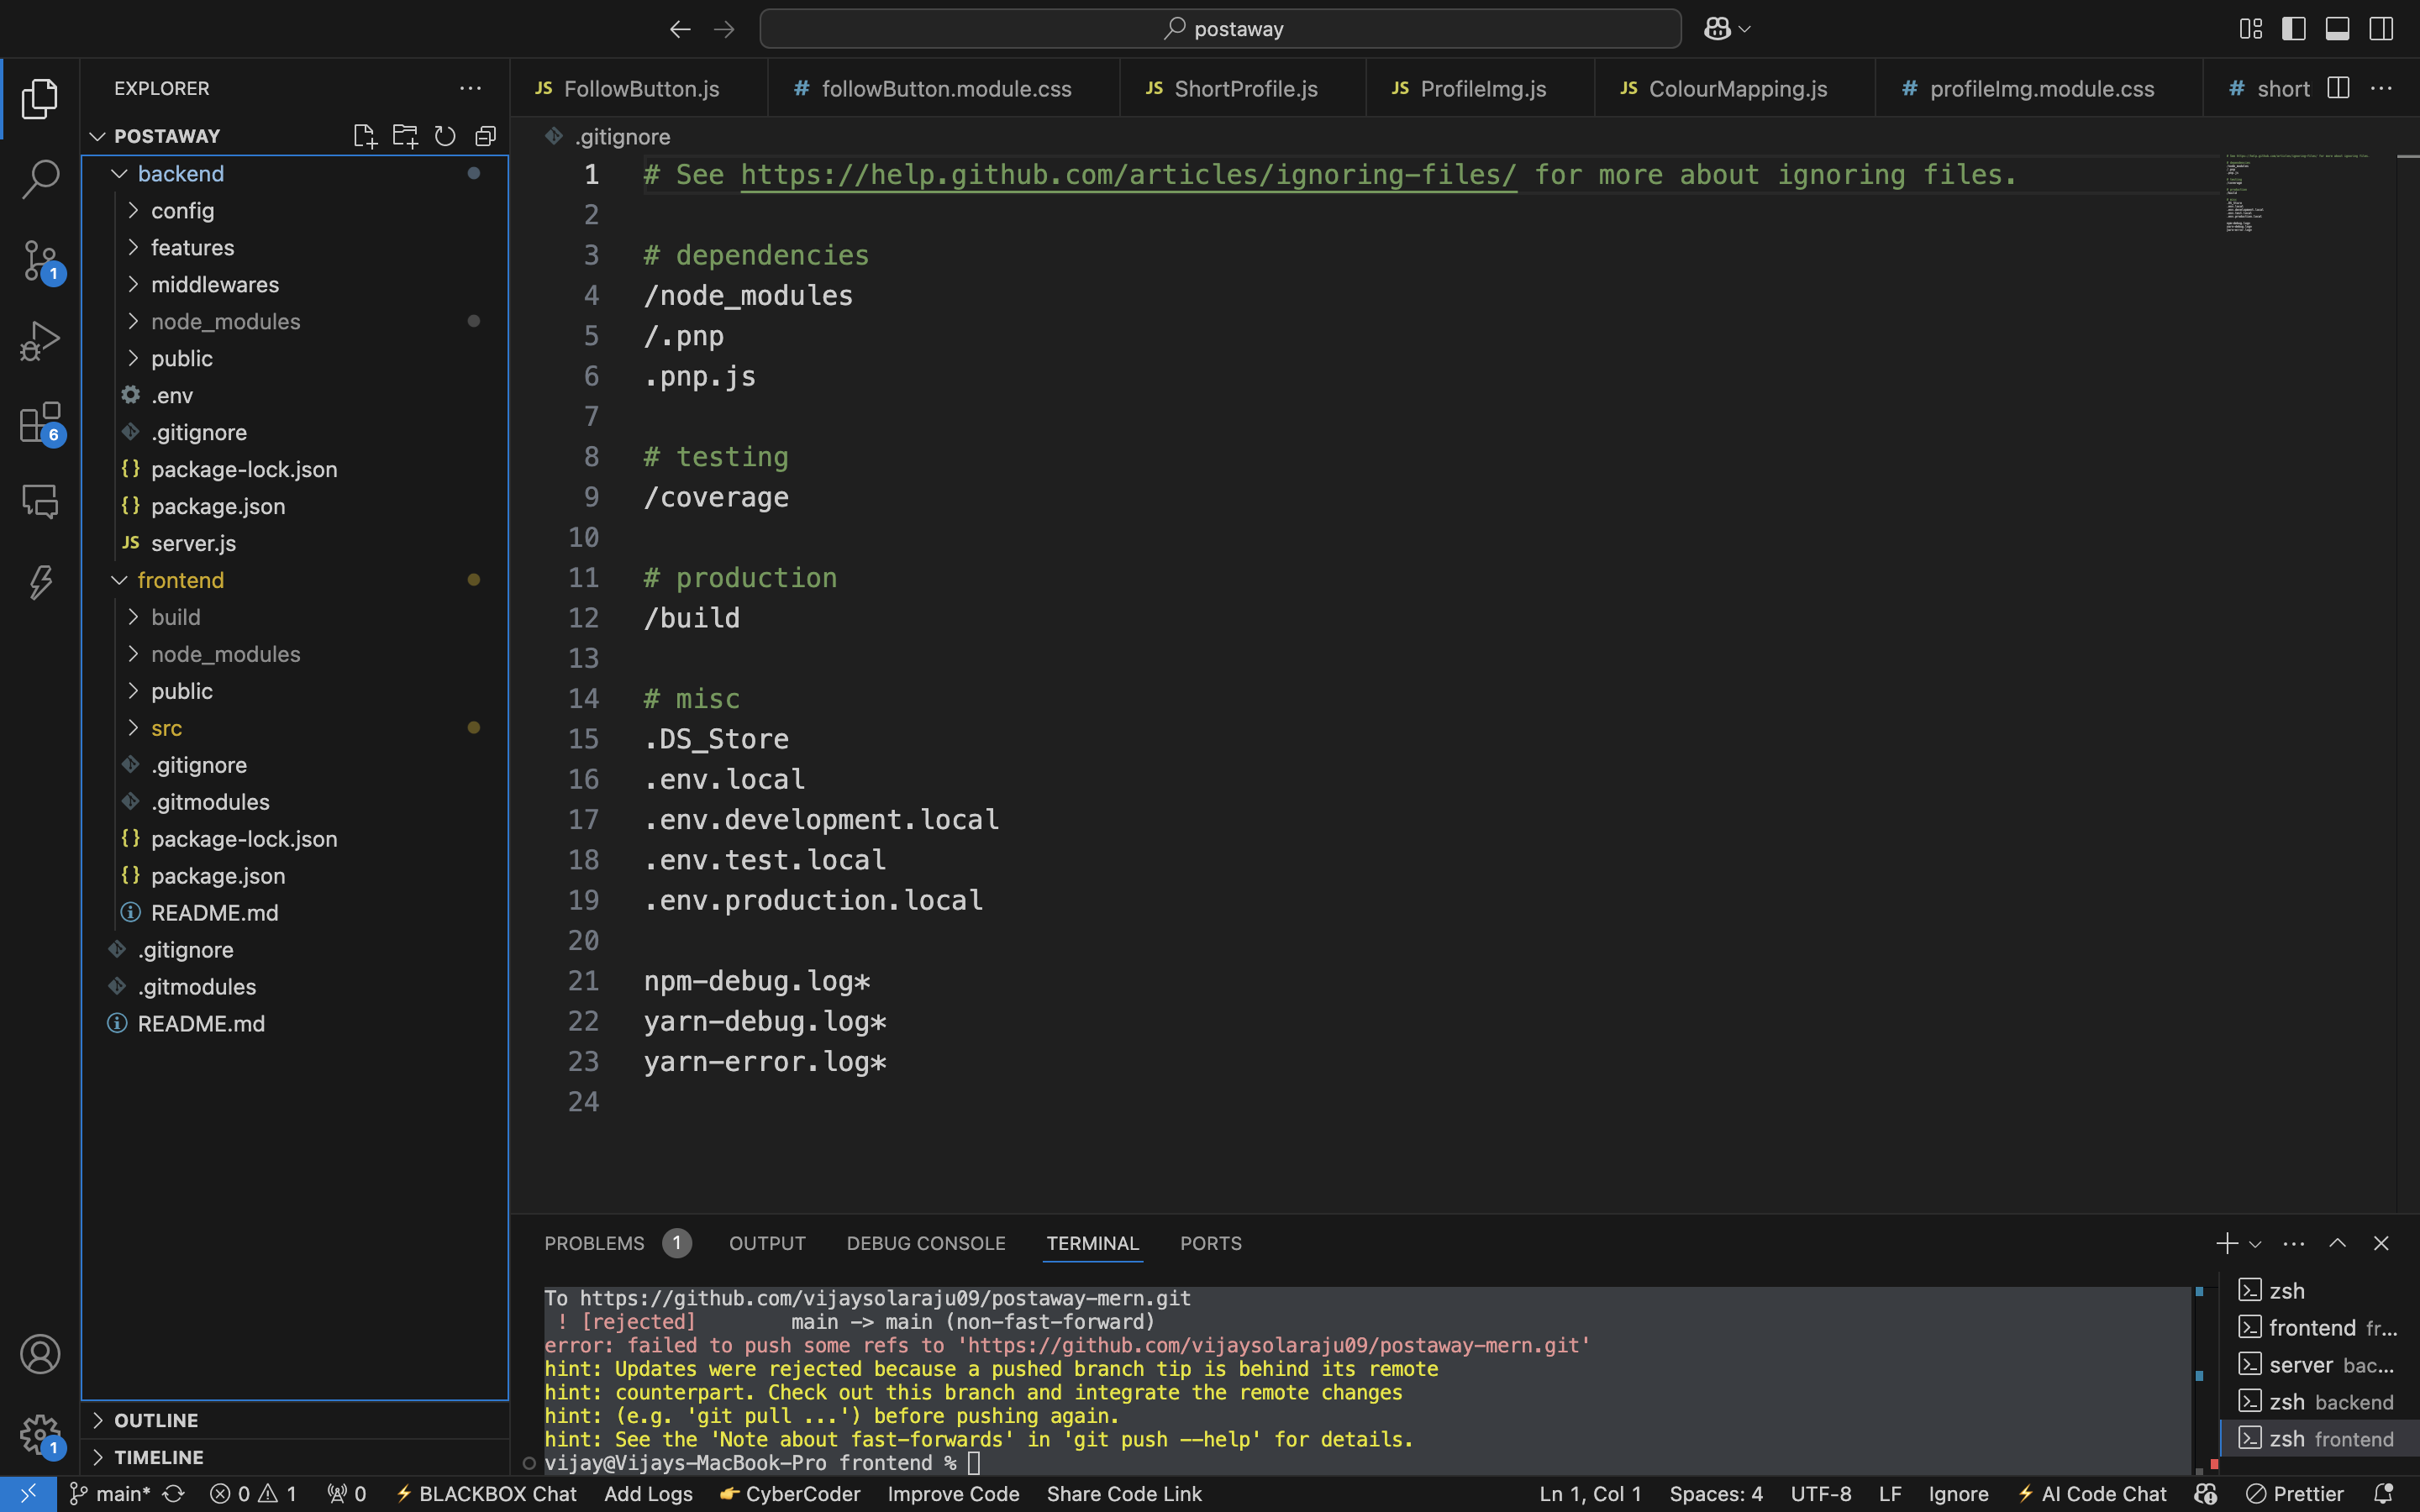 postaway
EXPLORER
POSTAWAY
backend
config
features
middlewares
node_modules
public
.env
.gitignore
package-lock.json
package.json
server.js
frontend
build
node_modules
public
src
.gitignore
.gitmodules
package-lock.json
package.json
README.md
.gitignore
.gitmodules
README.md
OUTLINE
TIMELINE
1
6
1
JS FollowButton.js
# followButton.module.css
JS ShortProfile.js
JS ProfileImg.js
JS ColourMapping.js
# profileImg.module.css
# short
.gitignore
1 # See https://help.github.com/articles/ignoring-files/ for more about ignoring files.
2
3 # dependencies
4 /node_modules
5 /.pnp
6 .pnp.js
7
8 # testing
9 /coverage
10
11 # production
12 /build
13
14 # misc
15 .DS_Store
16 .env.local
17 .env.development.local
18 .env.test.local
19 .env.production.local
20
21 npm-debug.log*
22 yarn-debug.log*
23 yarn-error.log*
24
PROBLEMS 1 OUTPUT DEBUG CONSOLE TERMINAL PORTS
To https://github.com/vijaysolaraju09/postaway-mern.git
! [rejected] main -> main (non-fast-forward)
error: failed to push some refs to 'https://github.com/vijaysolaraju09/postaway-mern.git'
hint: Updates were rejected because a pushed branch tip is behind its remote
hint: counterpart. Check out this branch and integrate the remote changes
hint: (e.g. 'git pull ...') before pushing again.
hint: See the 'Note about fast-forwards' in 'git push --help' for details.
vijay@Vijays-MacBook-Pro frontend %
zsh
frontend fr...
server bac...
zsh backend
zsh frontend
main* 0 1 0 BLACKBOX Chat Add Logs CyberCoder Improve Code Share Code Link Ln 1, Col 1 Spaces: 4 UTF-8 LF Ignore AI Code Chat Prettier